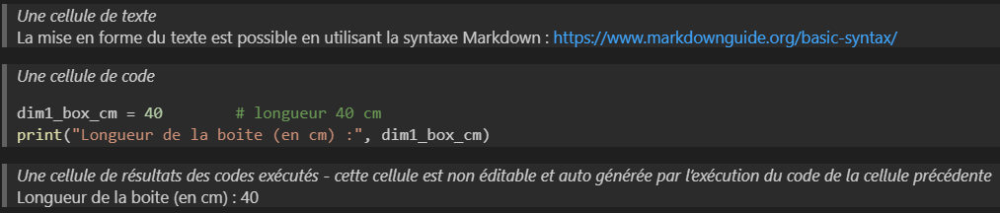 Une cellule de texte
La mise en forme du texte est possible en utilisant la syntaxe Markdown : https://www.markdownguide.org/basic-syntax/
Une cellule de code
dim1_box_cm = 40        # longueur 40 cm
print("Longueur de la boite (en cm) :", dim1_box_cm)
Une cellule de résultats des codes exécutés - cette cellule est non éditable et auto générée par l'exécution du code de la cellule précédente
Longueur de la boite (en cm) : 40